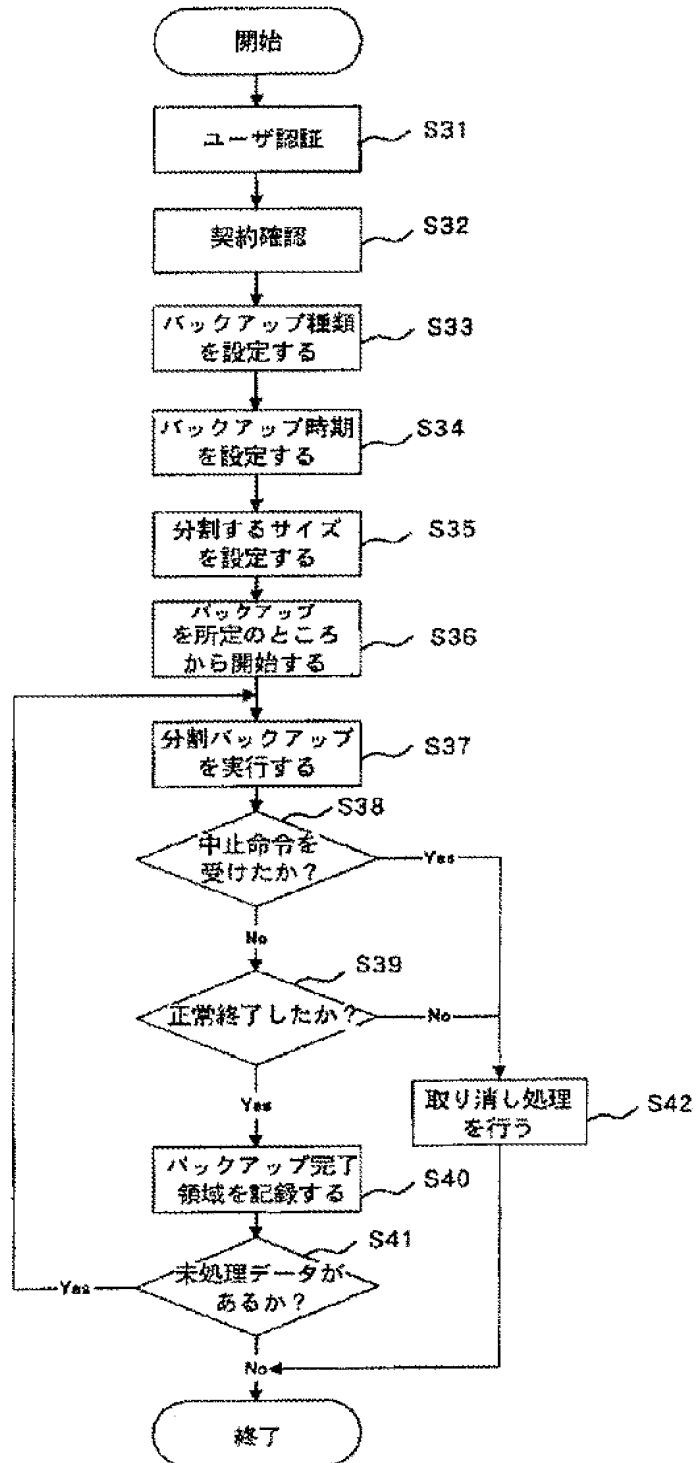 開始
ユーザ認証
S31
契約確認
S32
バックアップ種類
を設定する
S33
バックアップ時期
を設定する
S34
分割するサイズ
を設定する
S35
バックアップ
を所定のところ
から開始する
S36
分割バックアップ
を実行する
S37
S38
中止命令を
受けたか？
Yes
No
S39
正常終了したか？
No
Yes
取り消し処理
を行う
S42
バックアップ完了
領域を記録する
S40
S41
未処理データが
あるか？
Yes
No
終了